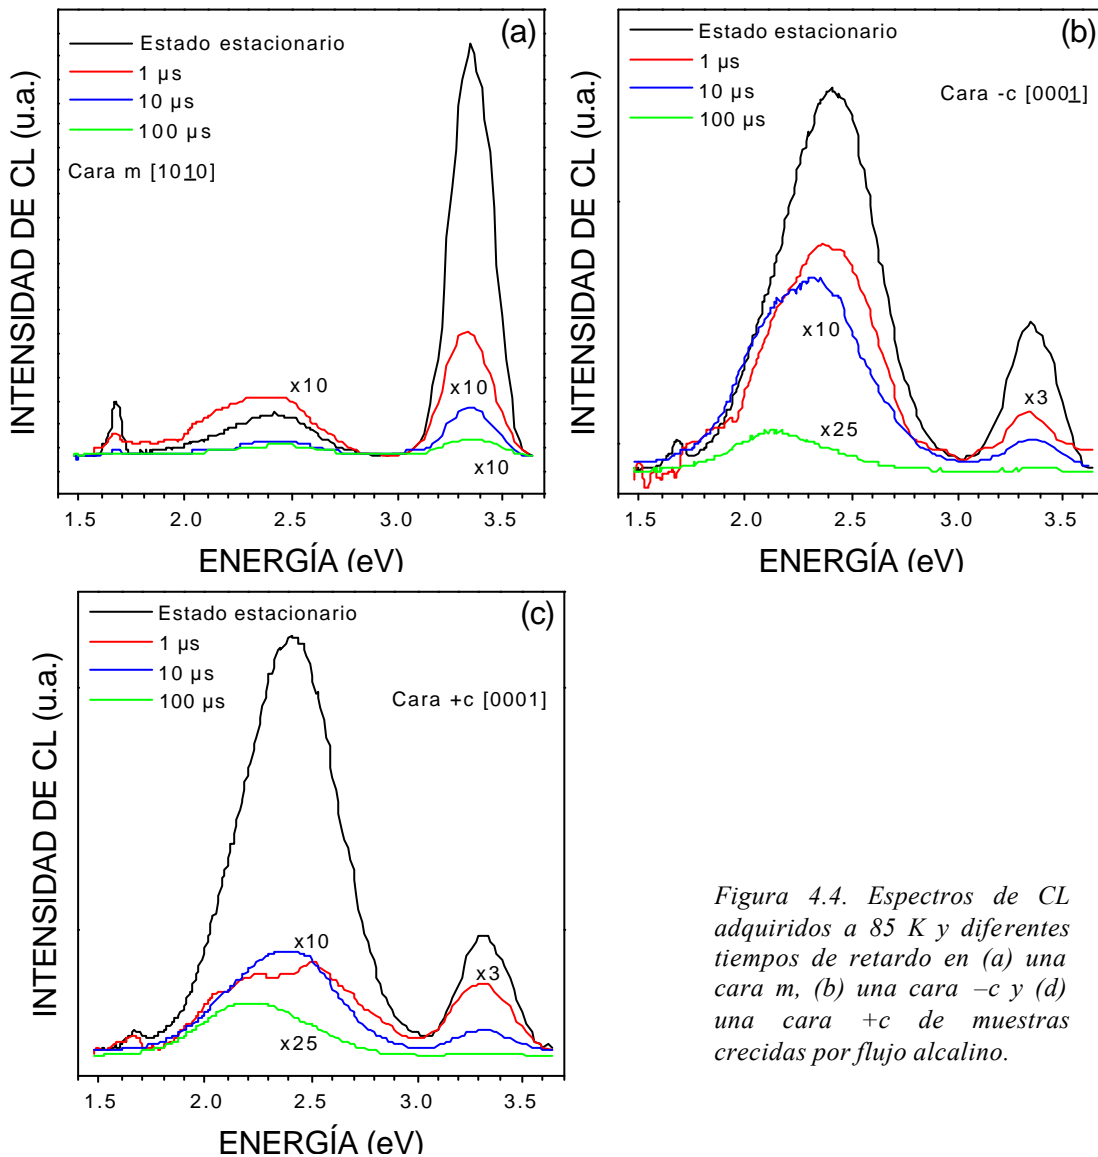 (a)
Estado estacionario
1 µs
10 µs
100 µs
Cara m [1010]
x10
x10
x10
INTENSIDAD DE CL (u.a.)
1.5 2.0 2.5 3.0 3.5
ENERGÍA (eV)
(b)
Estado estacionario
1 µs
10 µs
100 µs
Cara -c [0001]
x10
x3
x25
INTENSIDAD DE CL (u.a.)
1.5 2.0 2.5 3.0 3.5
ENERGÍA (eV)
(c)
Estado estacionario
1 µs
10 µs
100 µs
Cara +c [0001]
x10
x3
x25
INTENSIDAD DE CL (u.a.)
1.5 2.0 2.5 3.0 3.5
ENERGÍA (eV)
Figura 4.4. Espectros de CL
adquiridos a 85 K y diferentes
tiempos de retardo en (a) una
cara m, (b) una cara –c y (d)
una cara +c de muestras
crecidas por flujo alcalino.